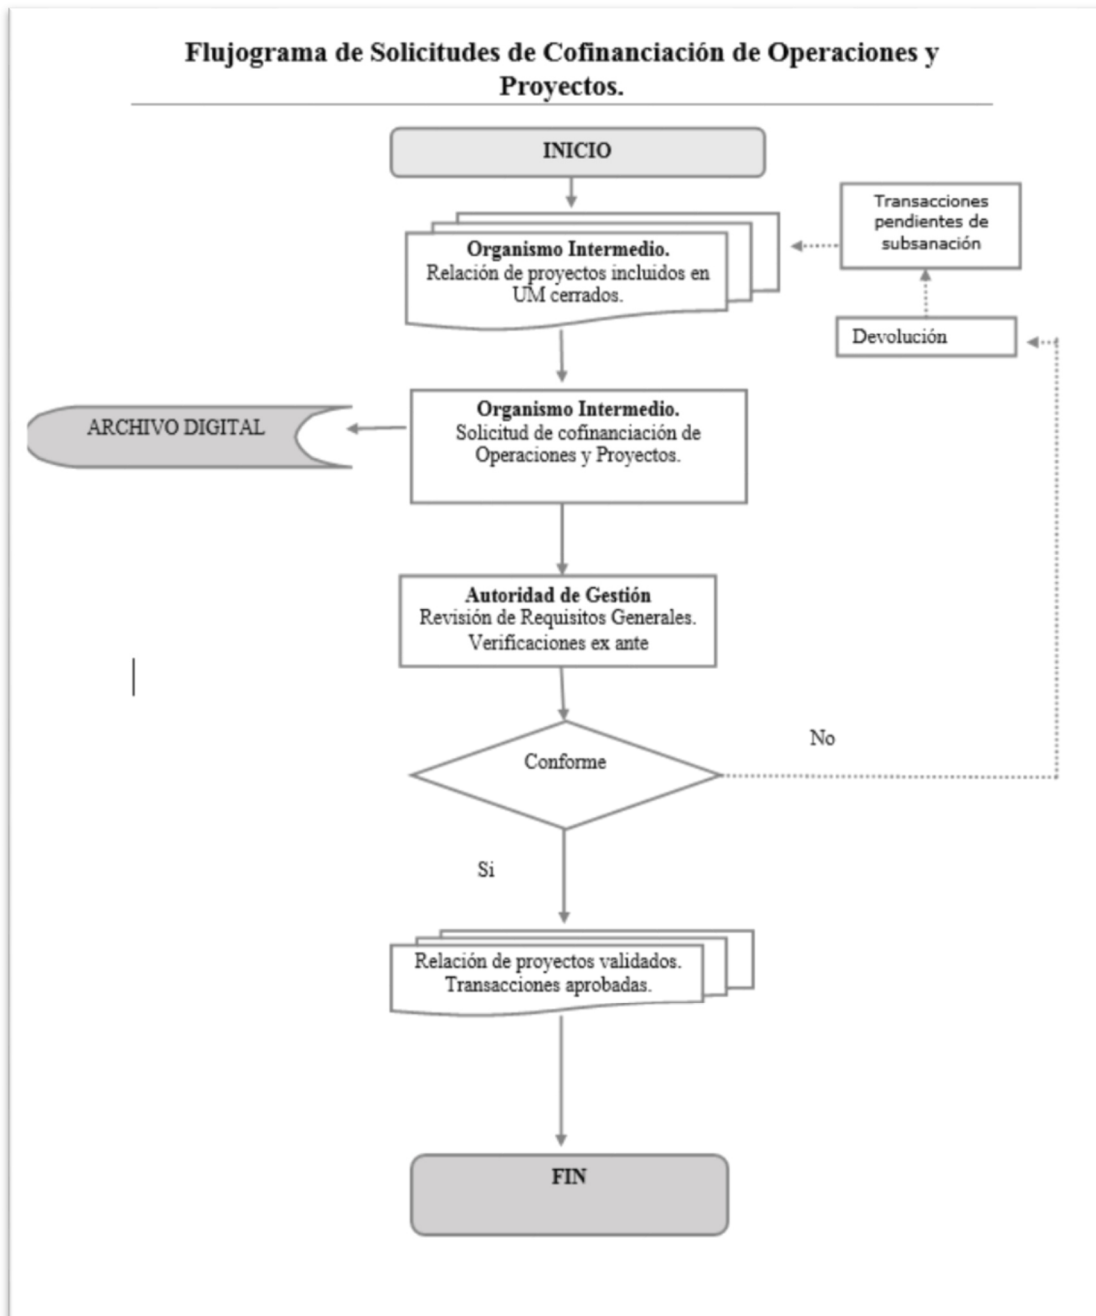 Flujograma de Solicitudes de Cofinanciación de Operaciones y
Proyectos.
INICIO
Transacciones
pendientes de
subsanación
Organismo Intermedio.
Relación de proyectos incluidos en
UM cerrados.
Devolución
Organismo Intermedio.
Solicitud de cofinanciación de
Operaciones y Proyectos.
ARCHIVO DIGITAL
Autoridad de Gestión
Revisión de Requisitos Generales.
Verificaciones ex ante
Conforme
No
Si
Relación de proyectos validados.
Transacciones aprobadas.
FIN